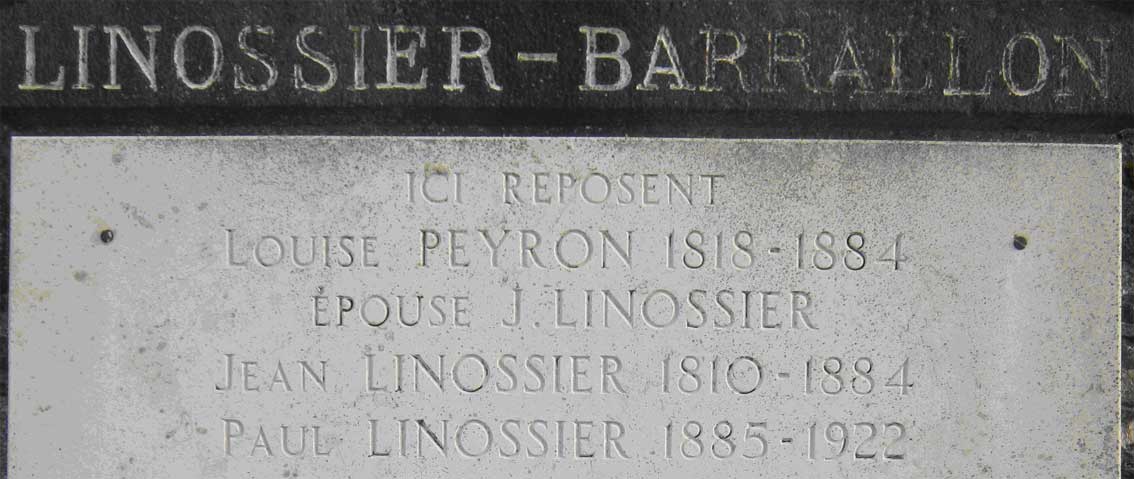 LINOSSIER-BARRALLON
ICI REPOSENT
LOUISE PEYRON 1818-1884
ÉPOUSE J. LINOSSIER
JEAN LINOSSIER 1810-1884
PAUL LINOSSIER 1885-1922